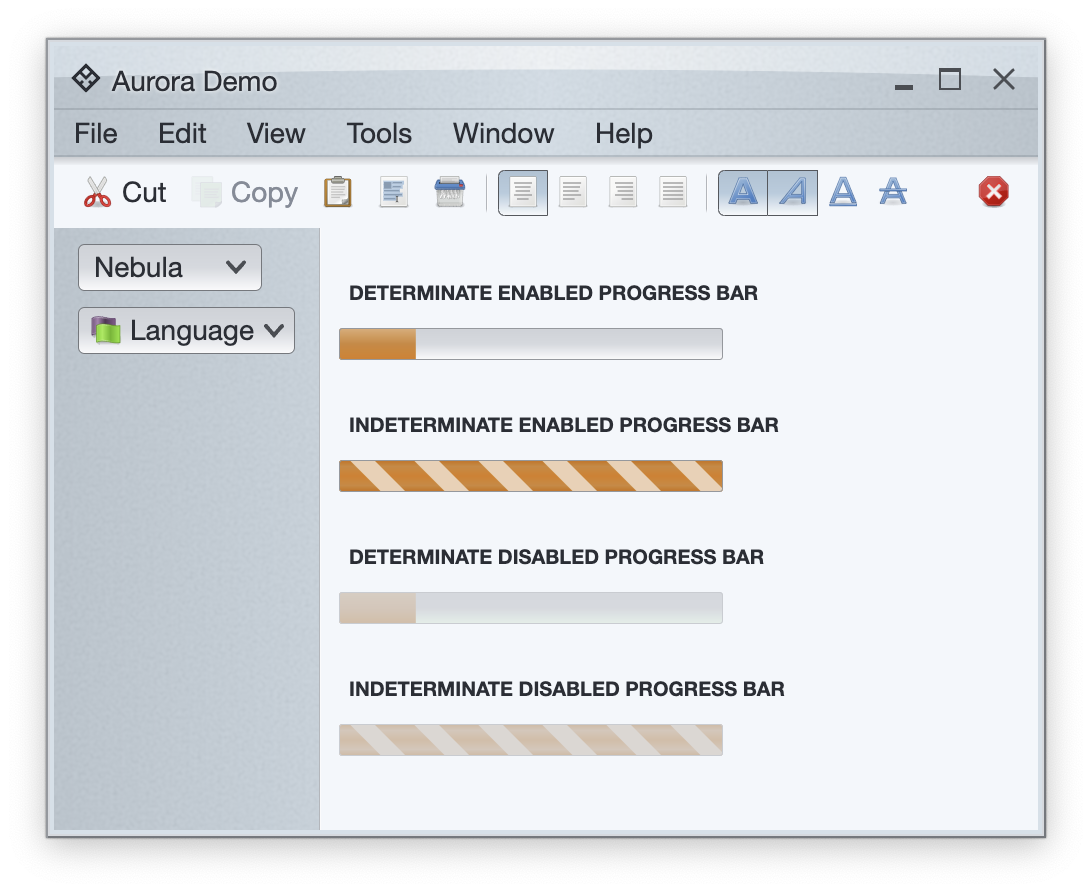 Aurora Demo
File Edit View Tools Window Help
Cut Copy A A A A
Nebula
Language
DETERMINATE ENABLED PROGRESS BAR
INDETERMINATE ENABLED PROGRESS BAR
DETERMINATE DISABLED PROGRESS BAR
INDETERMINATE DISABLED PROGRESS BAR